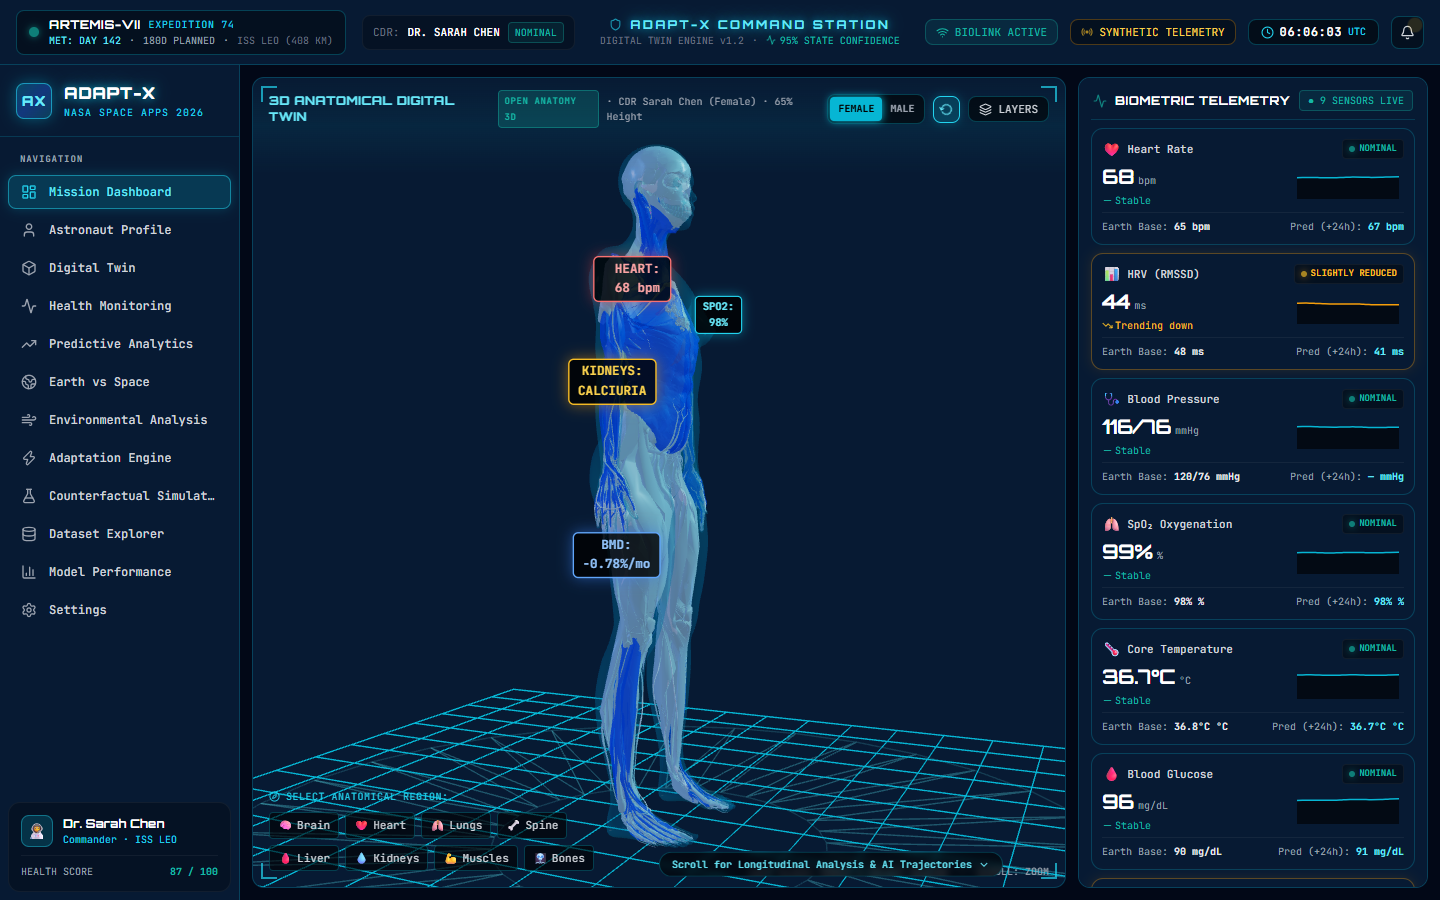 ARTEMIS-VII EXPEDITION 74
MET: DAY 142 · 180D PLANNED · ISS LEO (408 KM)
CDR: DR. SARAH CHEN NOMINAL
ADAPT-X COMMAND STATION
DIGITAL TWIN ENGINE v1.2 · 95% STATE CONFIDENCE
BIOLINK ACTIVE
SYNTHETIC TELEMETRY
06:06:03 UTC
AX
ADAPT-X
NASA SPACE APPS 2026
NAVIGATION
Mission Dashboard
Astronaut Profile
Digital Twin
Health Monitoring
Predictive Analytics
Earth vs Space
Environmental Analysis
Adaptation Engine
Counterfactual Simulat…
Dataset Explorer
Model Performance
Settings
Dr. Sarah Chen
Commander · ISS LEO
HEALTH SCORE 87 / 100
3D ANATOMICAL DIGITAL
TWIN
OPEN ANATOMY
3D
· CDR Sarah Chen (Female) · 65%
Height
FEMALE MALE
LAYERS
HEART:
68 bpm
SPO2:
98%
KIDNEYS:
CALCIURIA
BMD:
-0.78%/mo
SELECT ANATOMICAL REGION:
Brain Heart Lungs Spine
Liver Kidneys Muscles Bones
Scroll for Longitudinal Analysis & AI Trajectories
ZOOM
BIOMETRIC TELEMETRY 9 SENSORS LIVE
Heart Rate NOMINAL
68 bpm
Stable
Earth Base: 65 bpm Pred (+24h): 67 bpm
HRV (RMSSD) SLIGHTLY REDUCED
44 ms
Trending down
Earth Base: 48 ms Pred (+24h): 41 ms
Blood Pressure NOMINAL
116/76 mmHg
Stable
Earth Base: 120/76 mmHg Pred (+24h): — mmHg
SpO₂ Oxygenation NOMINAL
99% %
Stable
Earth Base: 98% % Pred (+24h): 98% %
Core Temperature NOMINAL
36.7°C °C
Stable
Earth Base: 36.8°C °C Pred (+24h): 36.7°C °C
Blood Glucose NOMINAL
96 mg/dL
Stable
Earth Base: 90 mg/dL Pred (+24h): 91 mg/dL